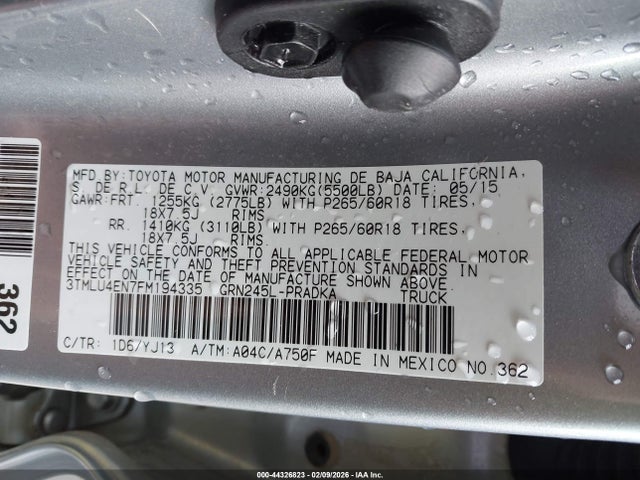 MFD.BY:TOYOTA MOTOR MANUFACTURING DE BAJA CALIFORNIA,
S. DE R.L. DE C.V. GVWR:2490KG(5500LB) DATE: 05/15
GAWR:FRT. 1255KG (2775LB) WITH P265/60R18 TIRES,
18X7.5J RIMS,
RR. 1410KG (3110LB) WITH P265/60R18 TIRES,
18X7.5J RIMS.
THIS VEHICLE CONFORMS TO ALL APPLICABLE FEDERAL MOTOR
VEHICLE SAFETY AND THEFT PREVENTION STANDARDS IN
EFFECT ON THE DATE OF MANUFACTURE SHOWN ABOVE.
3TMLU4EN7FM194335 GRN245L-PRADKA TRUCK
C/TR: 1D6/YJ13 A/TM:A04C/A750F MADE IN MEXICO NO.362
362
000-44326823 - 02/09/2026 - IAA Inc.